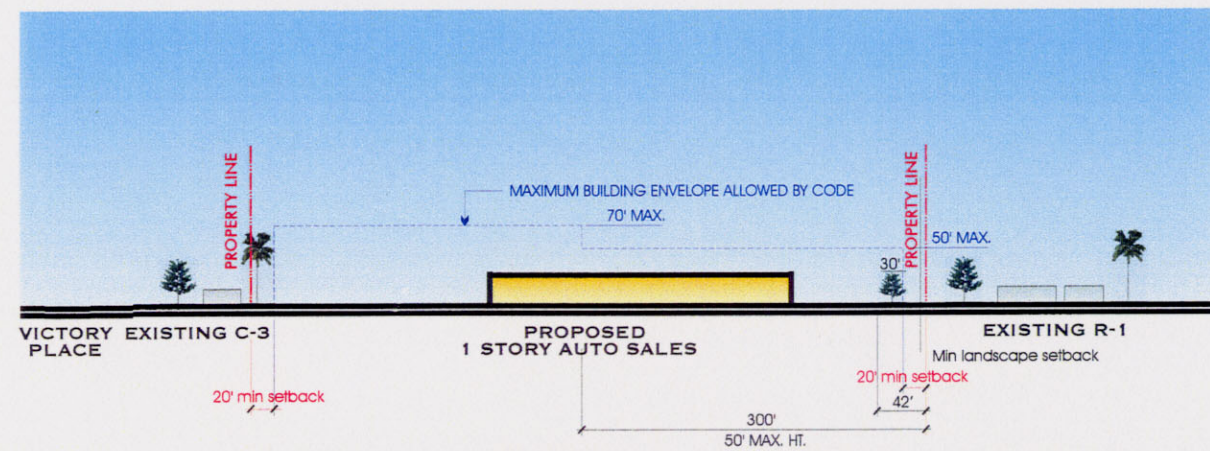 PROPERTY LINE
MAXIMUM BUILDING ENVELOPE ALLOWED BY CODE
70' MAX.
PROPERTY LINE
50' MAX.
30'
VICTORY PLACE
EXISTING C-3
PROPOSED
1 STORY AUTO SALES
EXISTING R-1
Min landscape setback
20' min setback
20' min setback
42'
300'
50' MAX. HT.